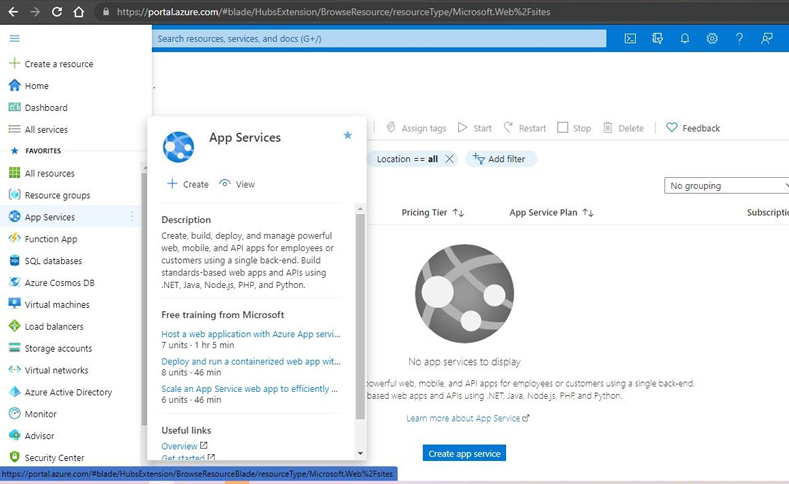 https://portal.azure.com/#blade/HubsExtension/BrowseResource/resourceType/Microsoft.Web%2Fsites
Search resources, services, and docs (G+/)
Create a resource
Home
Dashboard
All services
FAVORITES
All resources
Resource groups
App Services
Function App
SQL databases
Azure Cosmos DB
Virtual machines
Load balancers
Storage accounts
Virtual networks
Azure Active Directory
Monitor
Advisor
Security Center
App Services
Create
View
Description
Create, build, deploy, and manage powerful
web, mobile, and API apps for employees or
customers using a single back-end. Build
standards-based web apps and APIs using
.NET, Java, Node.js, PHP, and Python.
Free training from Microsoft
Host a web application with Azure App servi...
7 units · 1 hr 5 min
Deploy and run a containerized web app wit...
8 units · 46 min
Scale an App Service web app to efficiently ...
6 units · 46 min
Useful links
Overview
Get started
Assign tags
Start
Restart
Stop
Delete
Feedback
Location == all
Add filter
No grouping
Pricing Tier
App Service Plan
Subscriptio
No app services to display
powerful web, mobile, and API apps for employees or customers using a single back-end.
based web apps and APIs using .NET, Java, Node.js, PHP, and Python.
Learn more about App Service
Create app service
https://portal.azure.com/#blade/HubsExtension/BrowseResourceBlade/resourceType/Microsoft.Web%2Fsites